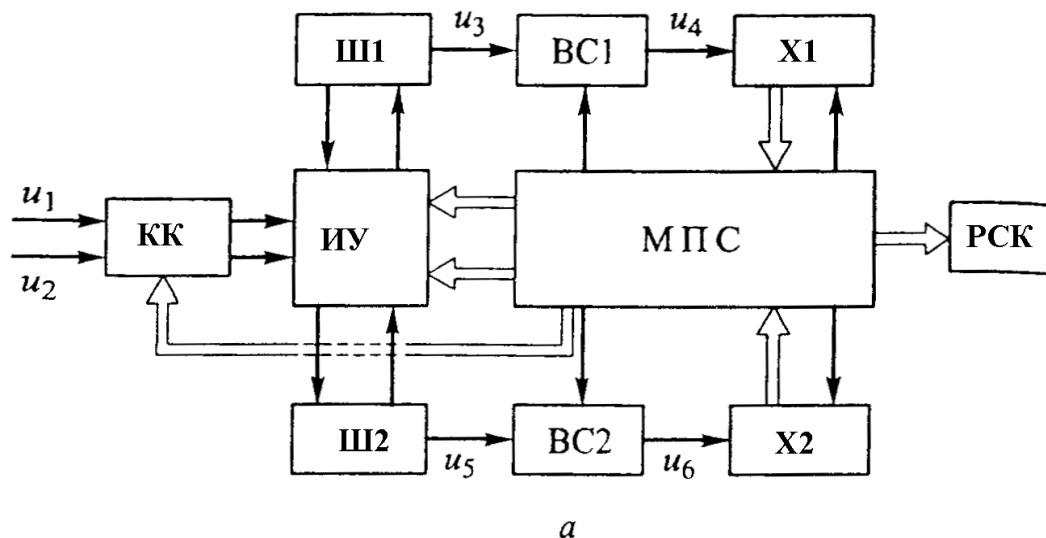 Ш1 u3 ВС1 u4 Х1
u1
КК ИУ МПС РСК
u2
Ш2 u5 ВС2 u6 Х2
а